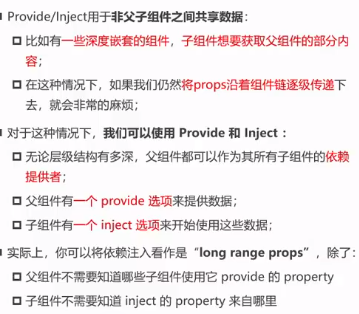 Provide/Inject用于非父子组件之间共享数据：
比如有一些深度嵌套的组件，子组件想要获取父组件的部分内
容；
在这种情况下，如果我们仍然将props沿着组件链逐级传递下
去，就会非常的麻烦；
对于这种情况下，我们可以使用 Provide 和 Inject ：
无论层级结构有多深，父组件都可以作为其所有子组件的依赖
提供者；
父组件有一个 provide 选项来提供数据；
子组件有一个 inject 选项来开始使用这些数据；
实际上，你可以将依赖注入看作是“long range props”，除了：
父组件不需要知道哪些子组件使用它 provide 的 property
子组件不需要知道 inject 的 property 来自哪里